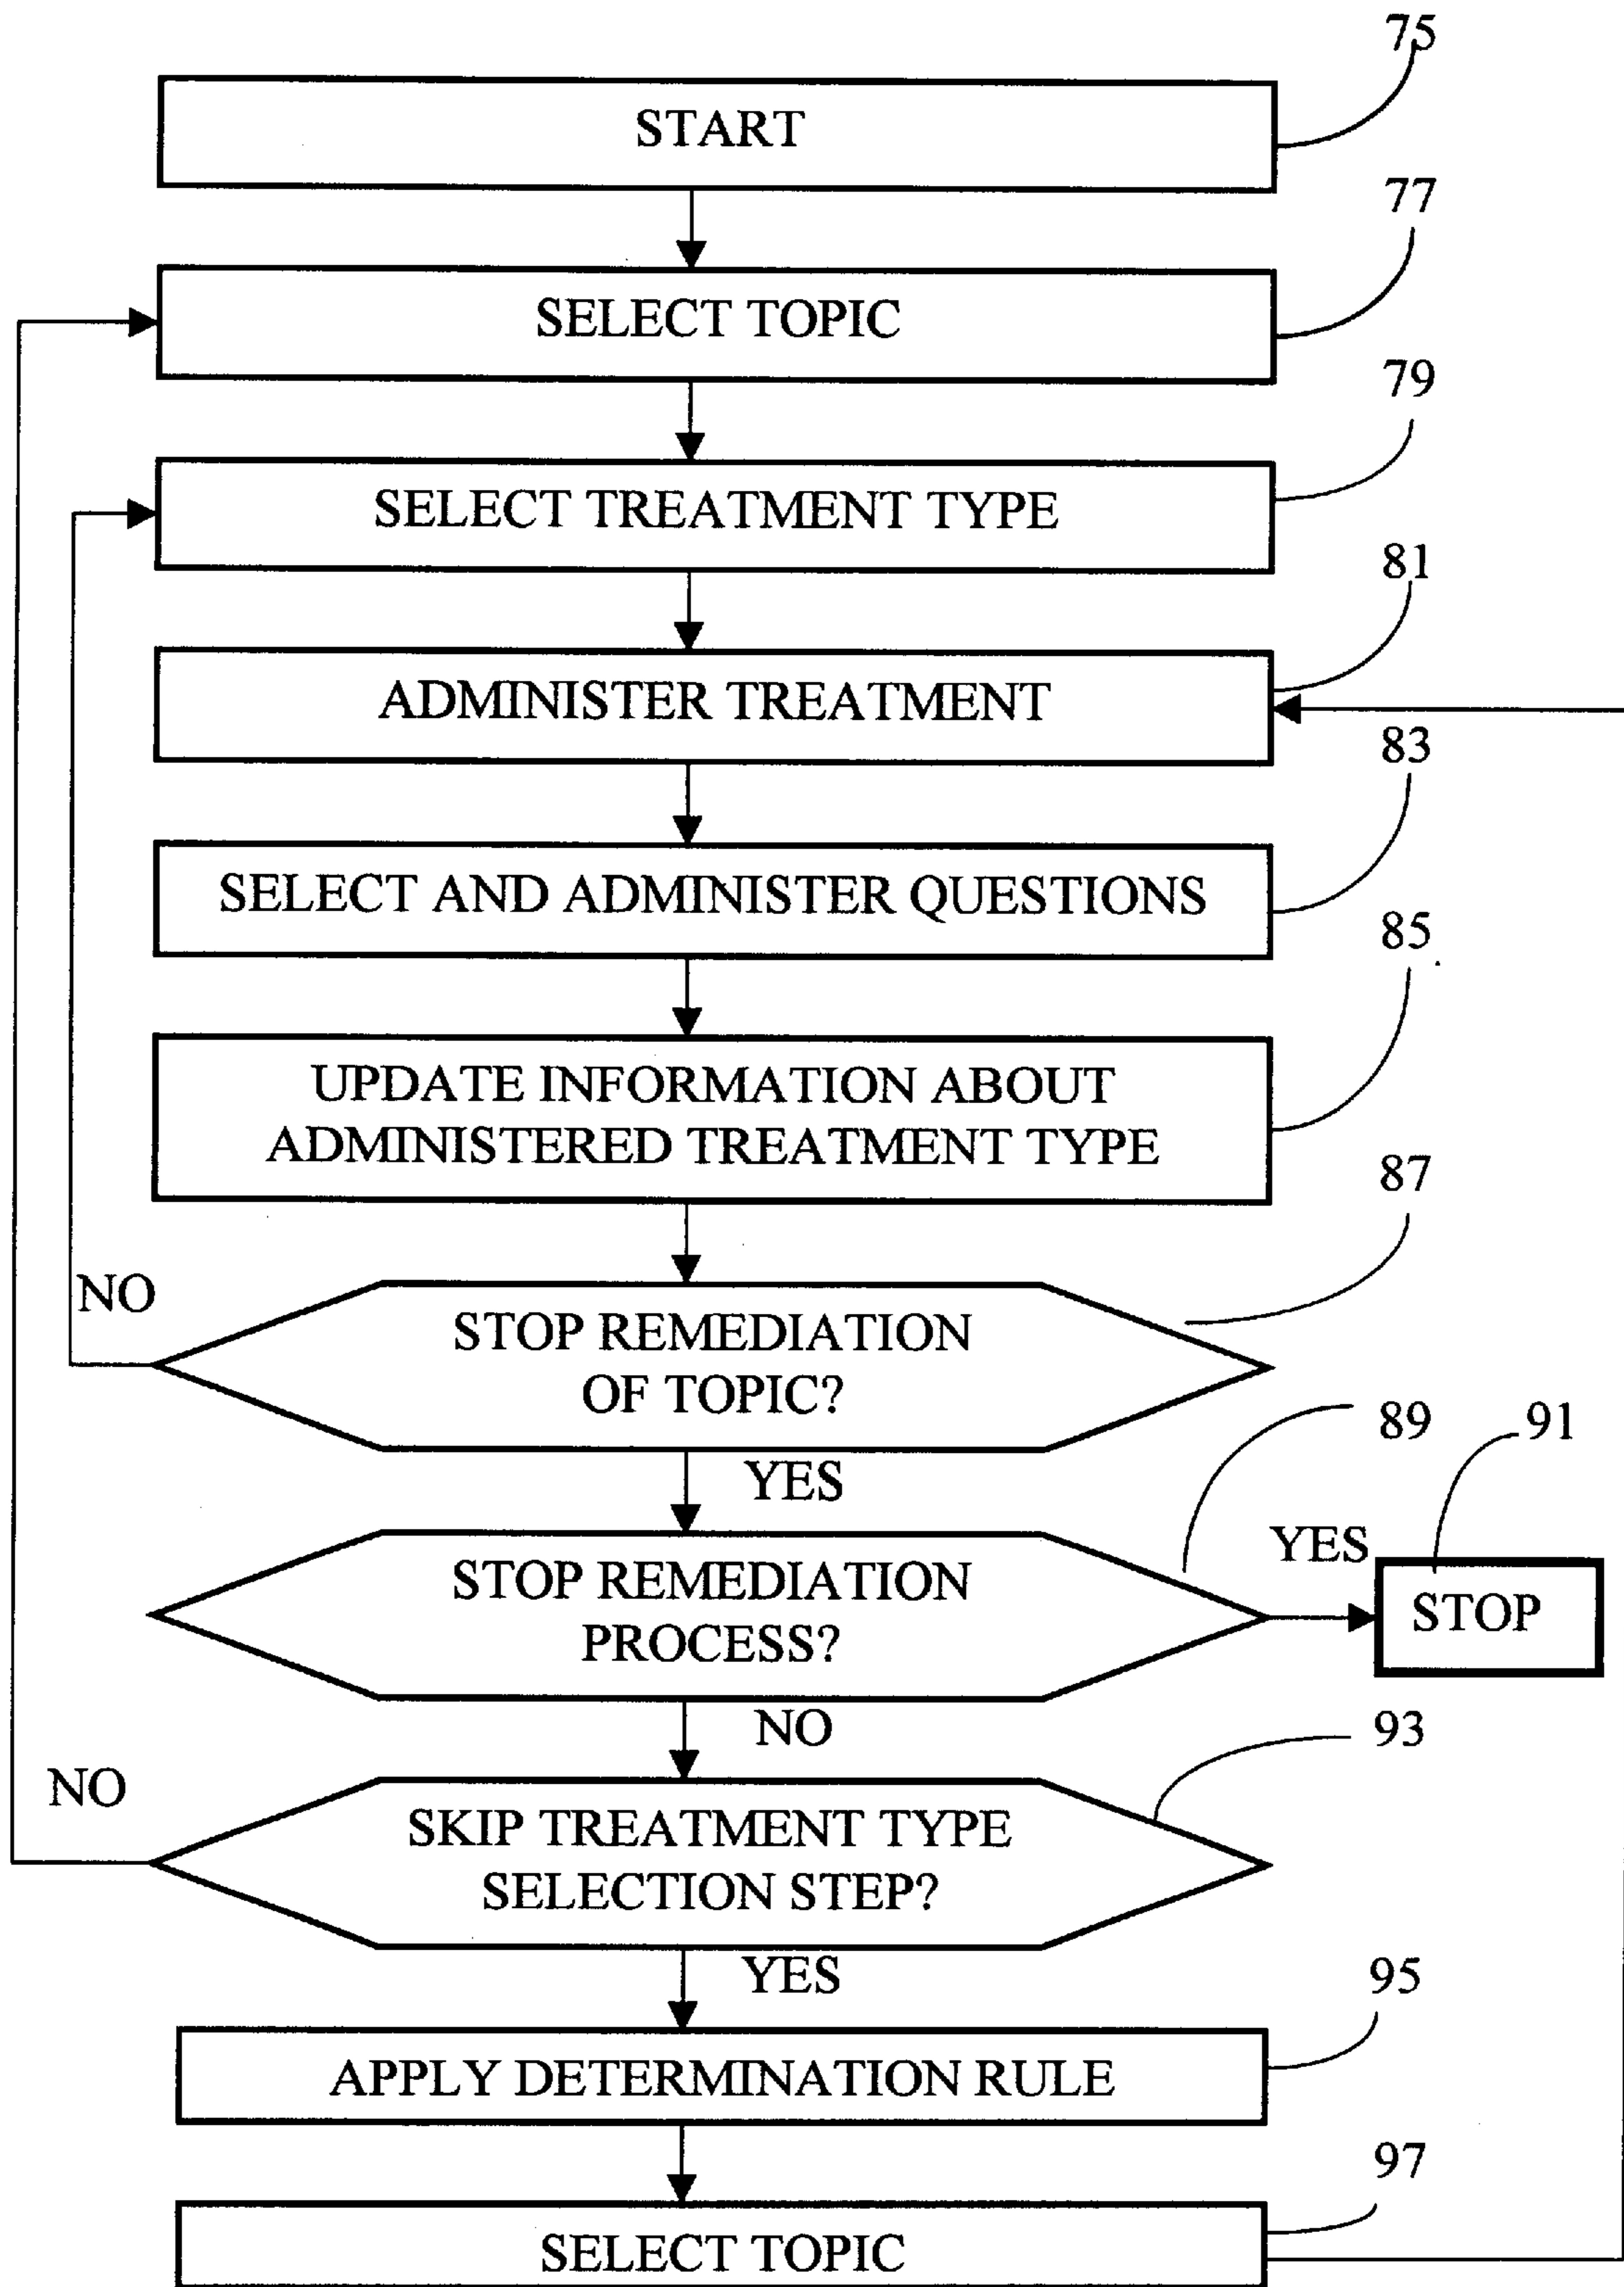 75
START
77
SELECT TOPIC
79
SELECT TREATMENT TYPE
81
ADMINISTER TREATMENT
83
SELECT AND ADMINISTER QUESTIONS
85
UPDATE INFORMATION ABOUT
ADMINISTERED TREATMENT TYPE
87
NO
STOP REMEDIATION
OF TOPIC?
89
91
YES
STOP REMEDIATION
PROCESS?
YES
STOP
NO
93
NO
SKIP TREATMENT TYPE
SELECTION STEP?
YES
95
APPLY DETERMINATION RULE
97
SELECT TOPIC